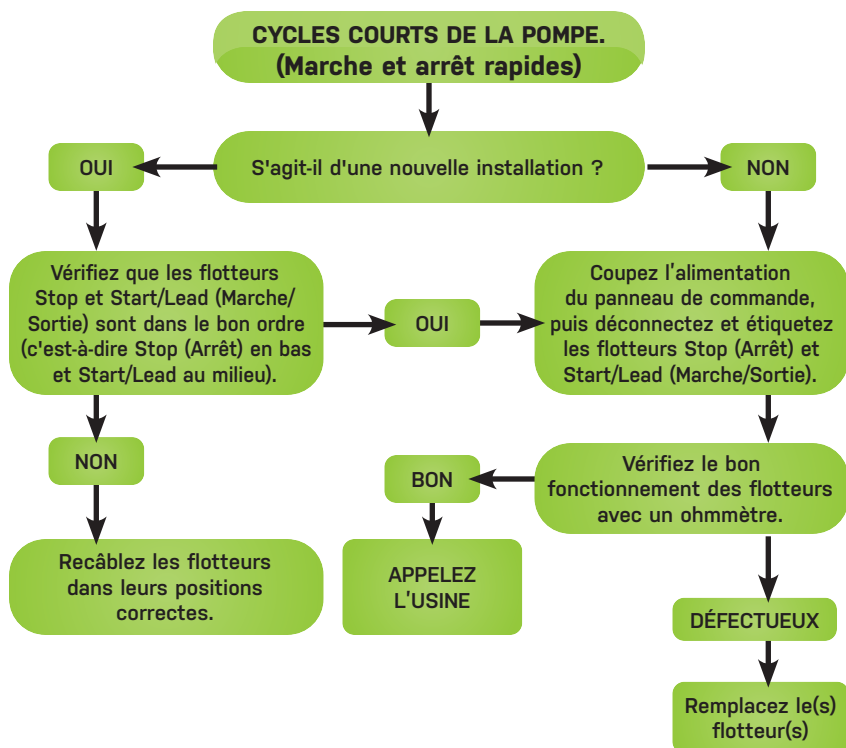 CYCLES COURTS DE LA POMPE.
(Marche et arrêt rapides)
OUI
S'agit-il d'une nouvelle installation ?
NON
Vérifiez que les flotteurs
Stop et Start/Lead (Marche/
Sortie) sont dans le bon ordre
(c'est-à-dire Stop (Arrêt) en bas
et Start/Lead au milieu).
OUI
Coupez l'alimentation
du panneau de commande,
puis déconnectez et étiquetez
les flotteurs Stop (Arrêt) et
Start/Lead (Marche/Sortie).
NON
Recâblez les flotteurs
dans leurs positions
correctes.
BON
Vérifiez le bon
fonctionnement des flotteurs
avec un ohmmètre.
APPELEZ
L'USINE
DÉFECTUEUX
Remplacez le(s)
flotteur(s)